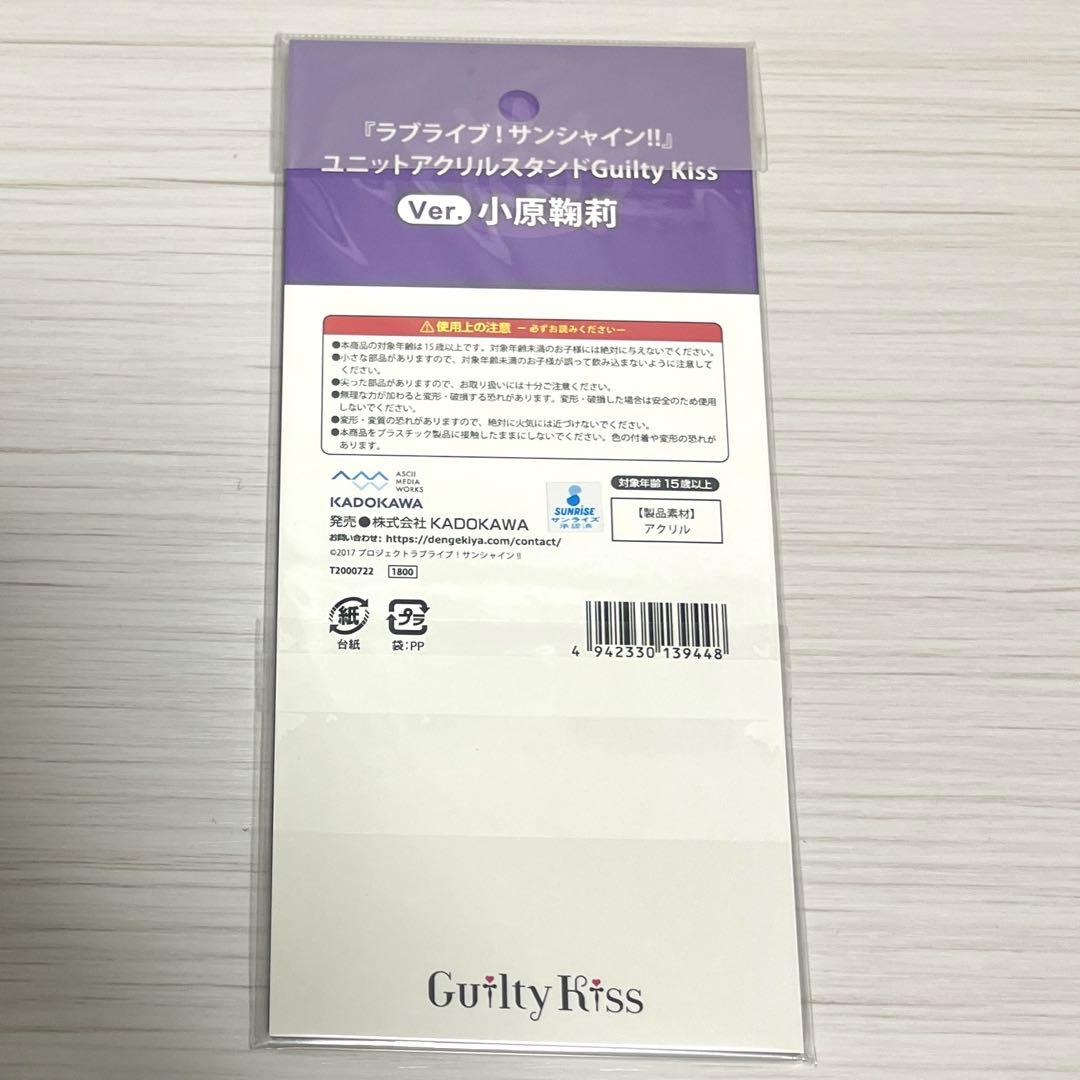 『ラブライブ！サンシャイン!!』
ユニットアクリルスタンドGuilty Kiss
Ver. 小原鞠莉
⚠使用上の注意 －必ずお読みください－
●本商品の対象年齢は15歳以上です。対象年齢未満のお子様には絶対に与えないでください。
●小さな部品がありますので、対象年齢未満のお子様が誤って飲み込まないように注意して
ください。
●尖った部品がありますので、お取り扱いには十分ご注意ください。
●無理な力が加わると変形・破損する恐れがあります。変形・破損した場合は安全のため使用
しないでください。
●変形・変質の恐れがありますので、絶対に火気には近づけないでください。
●本商品をプラスチック製品に接触したままにしないでください。色の付着や変形の恐れが
あります。
ASCII
MEDIA
WORKS
KADOKAWA
発売●株式会社 KADOKAWA
お問い合わせ: https://dengekiya.com/contact/
©2017 プロジェクトラブライブ！サンシャイン!!
T2000722 1800
SUNRISE
サンライズ
承認済
対象年齢 15歳以上
【製品素材】
アクリル
紙
台紙
プラ
袋:PP
4 942330 139448
Guilty Kiss